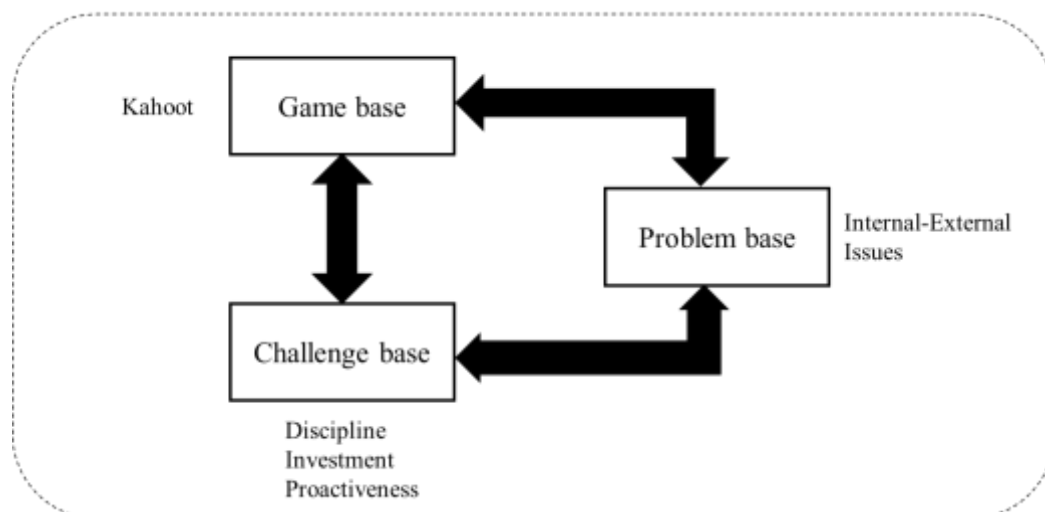 Kahoot
Game base
Problem base
Internal-External
Issues
Challenge base
Discipline
Investment
Proactiveness